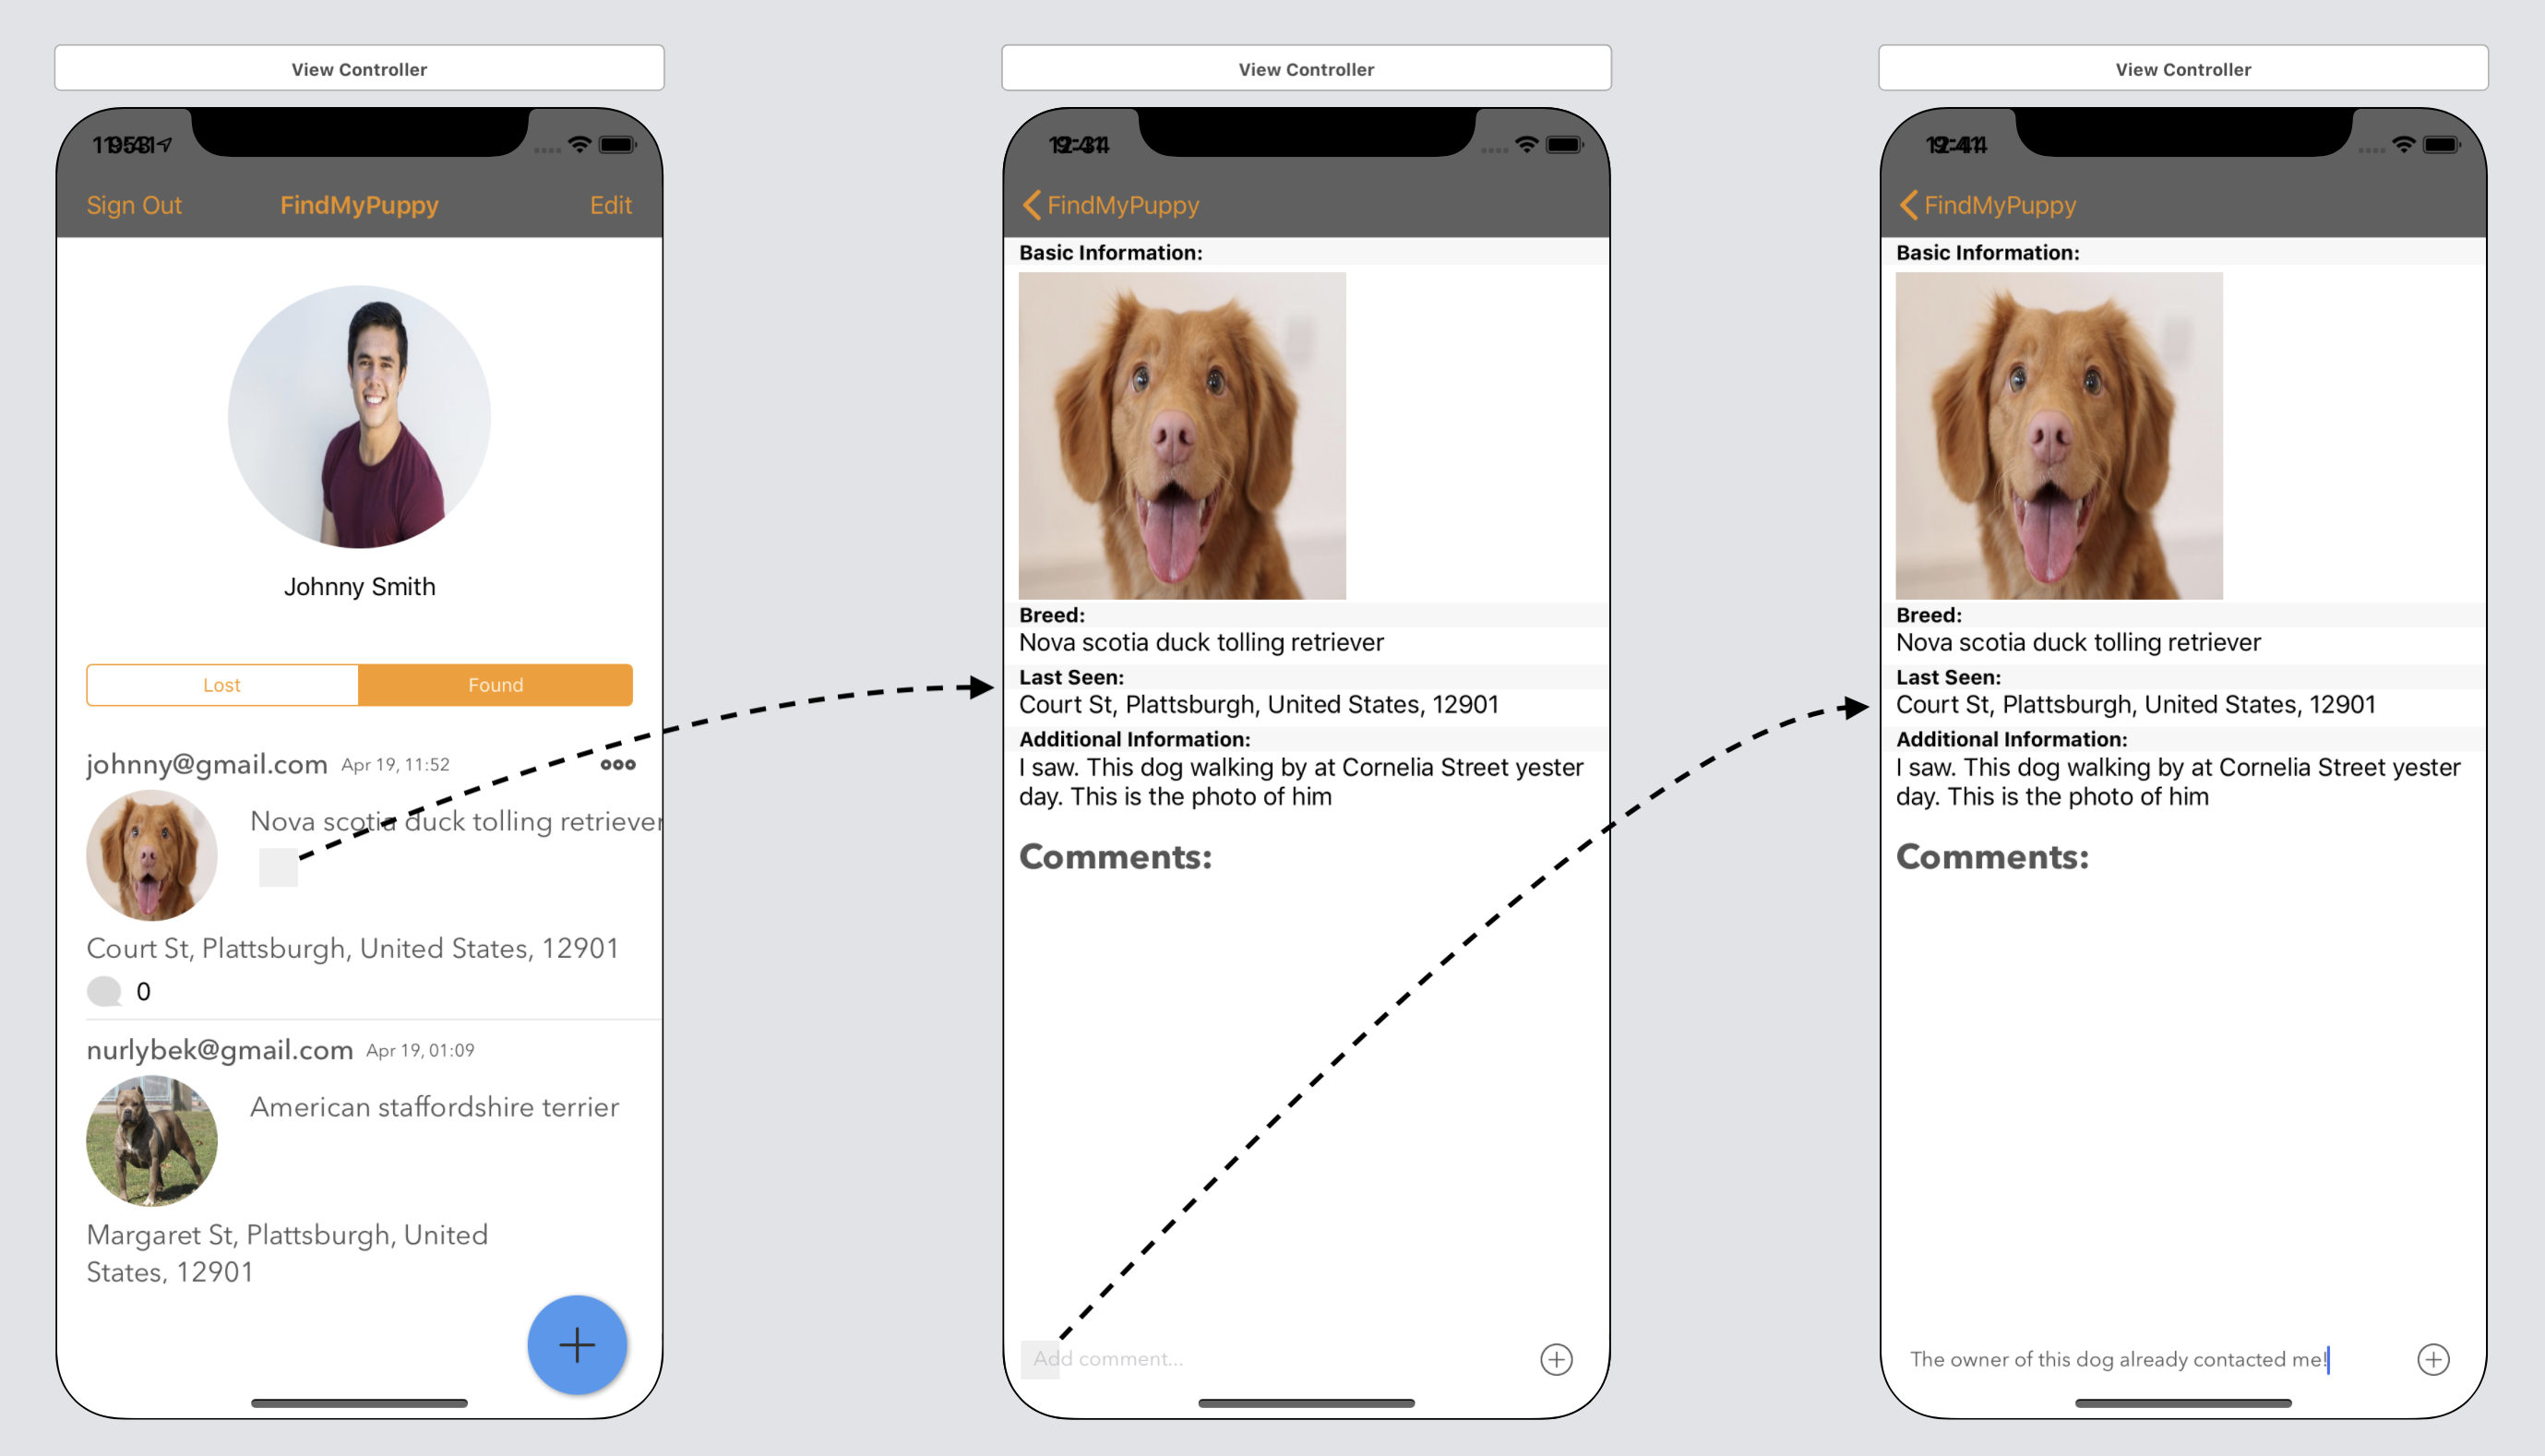 View Controller
Sign Out FindMyPuppy Edit
Johnny Smith
Lost Found
johnny@gmail.com Apr 19, 11:52
Nova scotia duck tolling retriever
Court St, Plattsburgh, United States, 12901
0
nurlybek@gmail.com Apr 19, 01:09
American staffordshire terrier
Margaret St, Plattsburgh, United
States, 12901
View Controller
FindMyPuppy
Basic Information:
Breed:
Nova scotia duck tolling retriever
Last Seen:
Court St, Plattsburgh, United States, 12901
Additional Information:
I saw. This dog walking by at Cornelia Street yester
day. This is the photo of him
Comments:
Add comment...
View Controller
FindMyPuppy
Basic Information:
Breed:
Nova scotia duck tolling retriever
Last Seen:
Court St, Plattsburgh, United States, 12901
Additional Information:
I saw. This dog walking by at Cornelia Street yester
day. This is the photo of him
Comments:
The owner of this dog already contacted me!